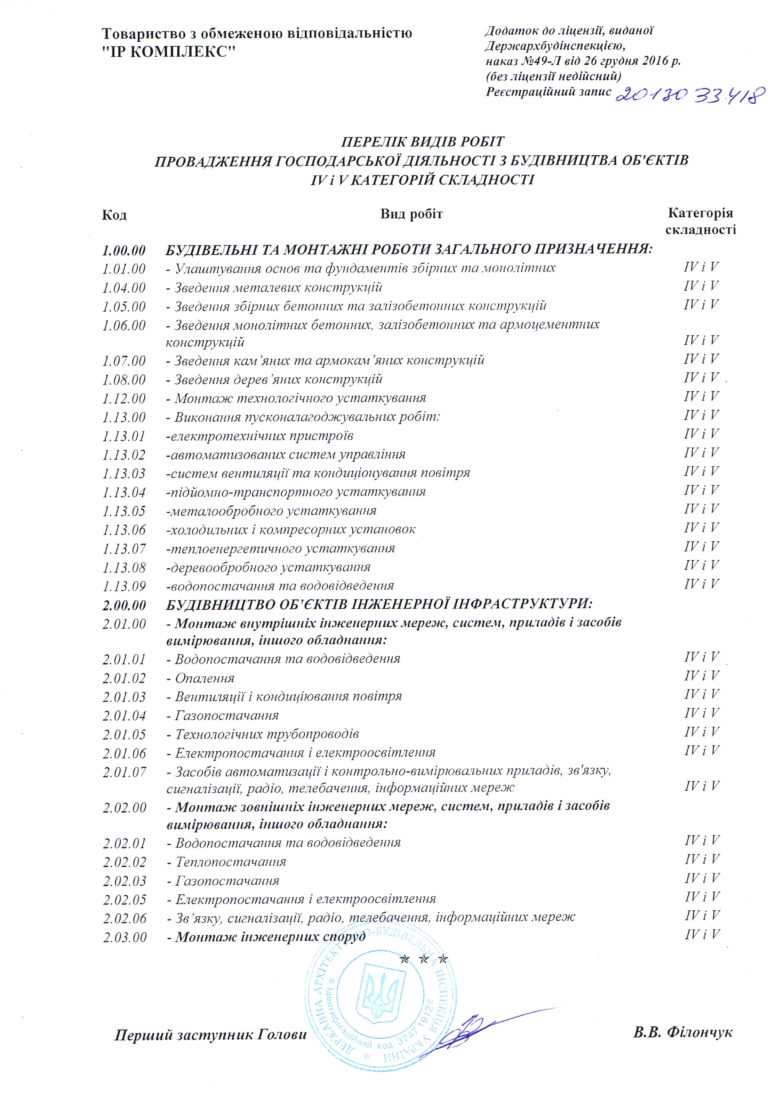 Товариство з обмеженою відповідальністю
"ІР КОМПЛЕКС"
Додаток до ліцензії, виданої
Держархбудінспекцією,
наказ №49-Л від 26 грудня 2016 р.
(без ліцензії недійсний)
Реєстраційний запис 2013033418
ПЕРЕЛІК ВИДІВ РОБІТ
ПРОВАДЖЕННЯ ГОСПОДАРСЬКОЇ ДІЯЛЬНОСТІ З БУДІВНИЦТВА ОБ'ЄКТІВ
IV і V КАТЕГОРІЙ СКЛАДНОСТІ
Код Вид робіт Категорія
складності
1.00.00 БУДІВЕЛЬНІ ТА МОНТАЖНІ РОБОТИ ЗАГАЛЬНОГО ПРИЗНАЧЕННЯ:
1.01.00 - Улаштування основ та фундаментів збірних та монолітних IV і V
1.04.00 - Зведення металевих конструкцій IV і V
1.05.00 - Зведення збірних бетонних та залізобетонних конструкцій IV і V
1.06.00 - Зведення монолітних бетонних, залізобетонних та армоцементних
конструкцій IV і V
1.07.00 - Зведення кам’яних та армокам’яних конструкцій IV і V
1.08.00 - Зведення дерев’яних конструкцій IV і V
1.12.00 - Монтаж технологічного устаткування IV і V
1.13.00 - Виконання пусконалагоджувальних робіт: IV і V
1.13.01 -електротехнічних пристроїв IV і V
1.13.02 -автоматизованих систем управління IV і V
1.13.03 -систем вентиляції та кондиціонування повітря IV і V
1.13.04 -підйомно-транспортного устаткування IV і V
1.13.05 -металообробного устаткування IV і V
1.13.06 -холодильних і компресорних установок IV і V
1.13.07 -теплоенергетичного устаткування IV і V
1.13.08 -деревообробного устаткування IV і V
1.13.09 -водопостачання та водовідведення IV і V
2.00.00 БУДІВНИЦТВО ОБ’ЄКТІВ ІНЖЕНЕРНОЇ ІНФРАСТРУКТУРИ:
2.01.00 - Монтаж внутрішніх інженерних мереж, систем, приладів і засобів
вимірювання, іншого обладнання:
2.01.01 - Водопостачання та водовідведення IV і V
2.01.02 - Опалення IV і V
2.01.03 - Вентиляції і кондиціювання повітря IV і V
2.01.04 - Газопостачання IV і V
2.01.05 - Технологічних трубопроводів IV і V
2.01.06 - Електропостачання і електроосвітлення IV і V
2.01.07 - Засобів автоматизації і контрольно-вимірювальних приладів, зв'язку,
сигналізації, радіо, телебачення, інформаційних мереж IV і V
2.02.00 - Монтаж зовнішніх інженерних мереж, систем, приладів і засобів
вимірювання, іншого обладнання:
2.02.01 - Водопостачання та водовідведення IV і V
2.02.02 - Теплопостачання IV і V
2.02.03 - Газопостачання IV і V
2.02.05 - Електропостачання і електроосвітлення IV і V
2.02.06 - Зв’язку, сигналізації, радіо, телебачення, інформаційних мереж IV і V
2.03.00 - Монтаж інженерних споруд IV і V
ДЕРЖАВНА АРХІТЕКТУРНО-БУДІВЕЛЬНА ІНСПЕКЦІЯ УКРАЇНИ
Ідентифікаційний код 37471912
Перший заступник Голови В.В. Філончук